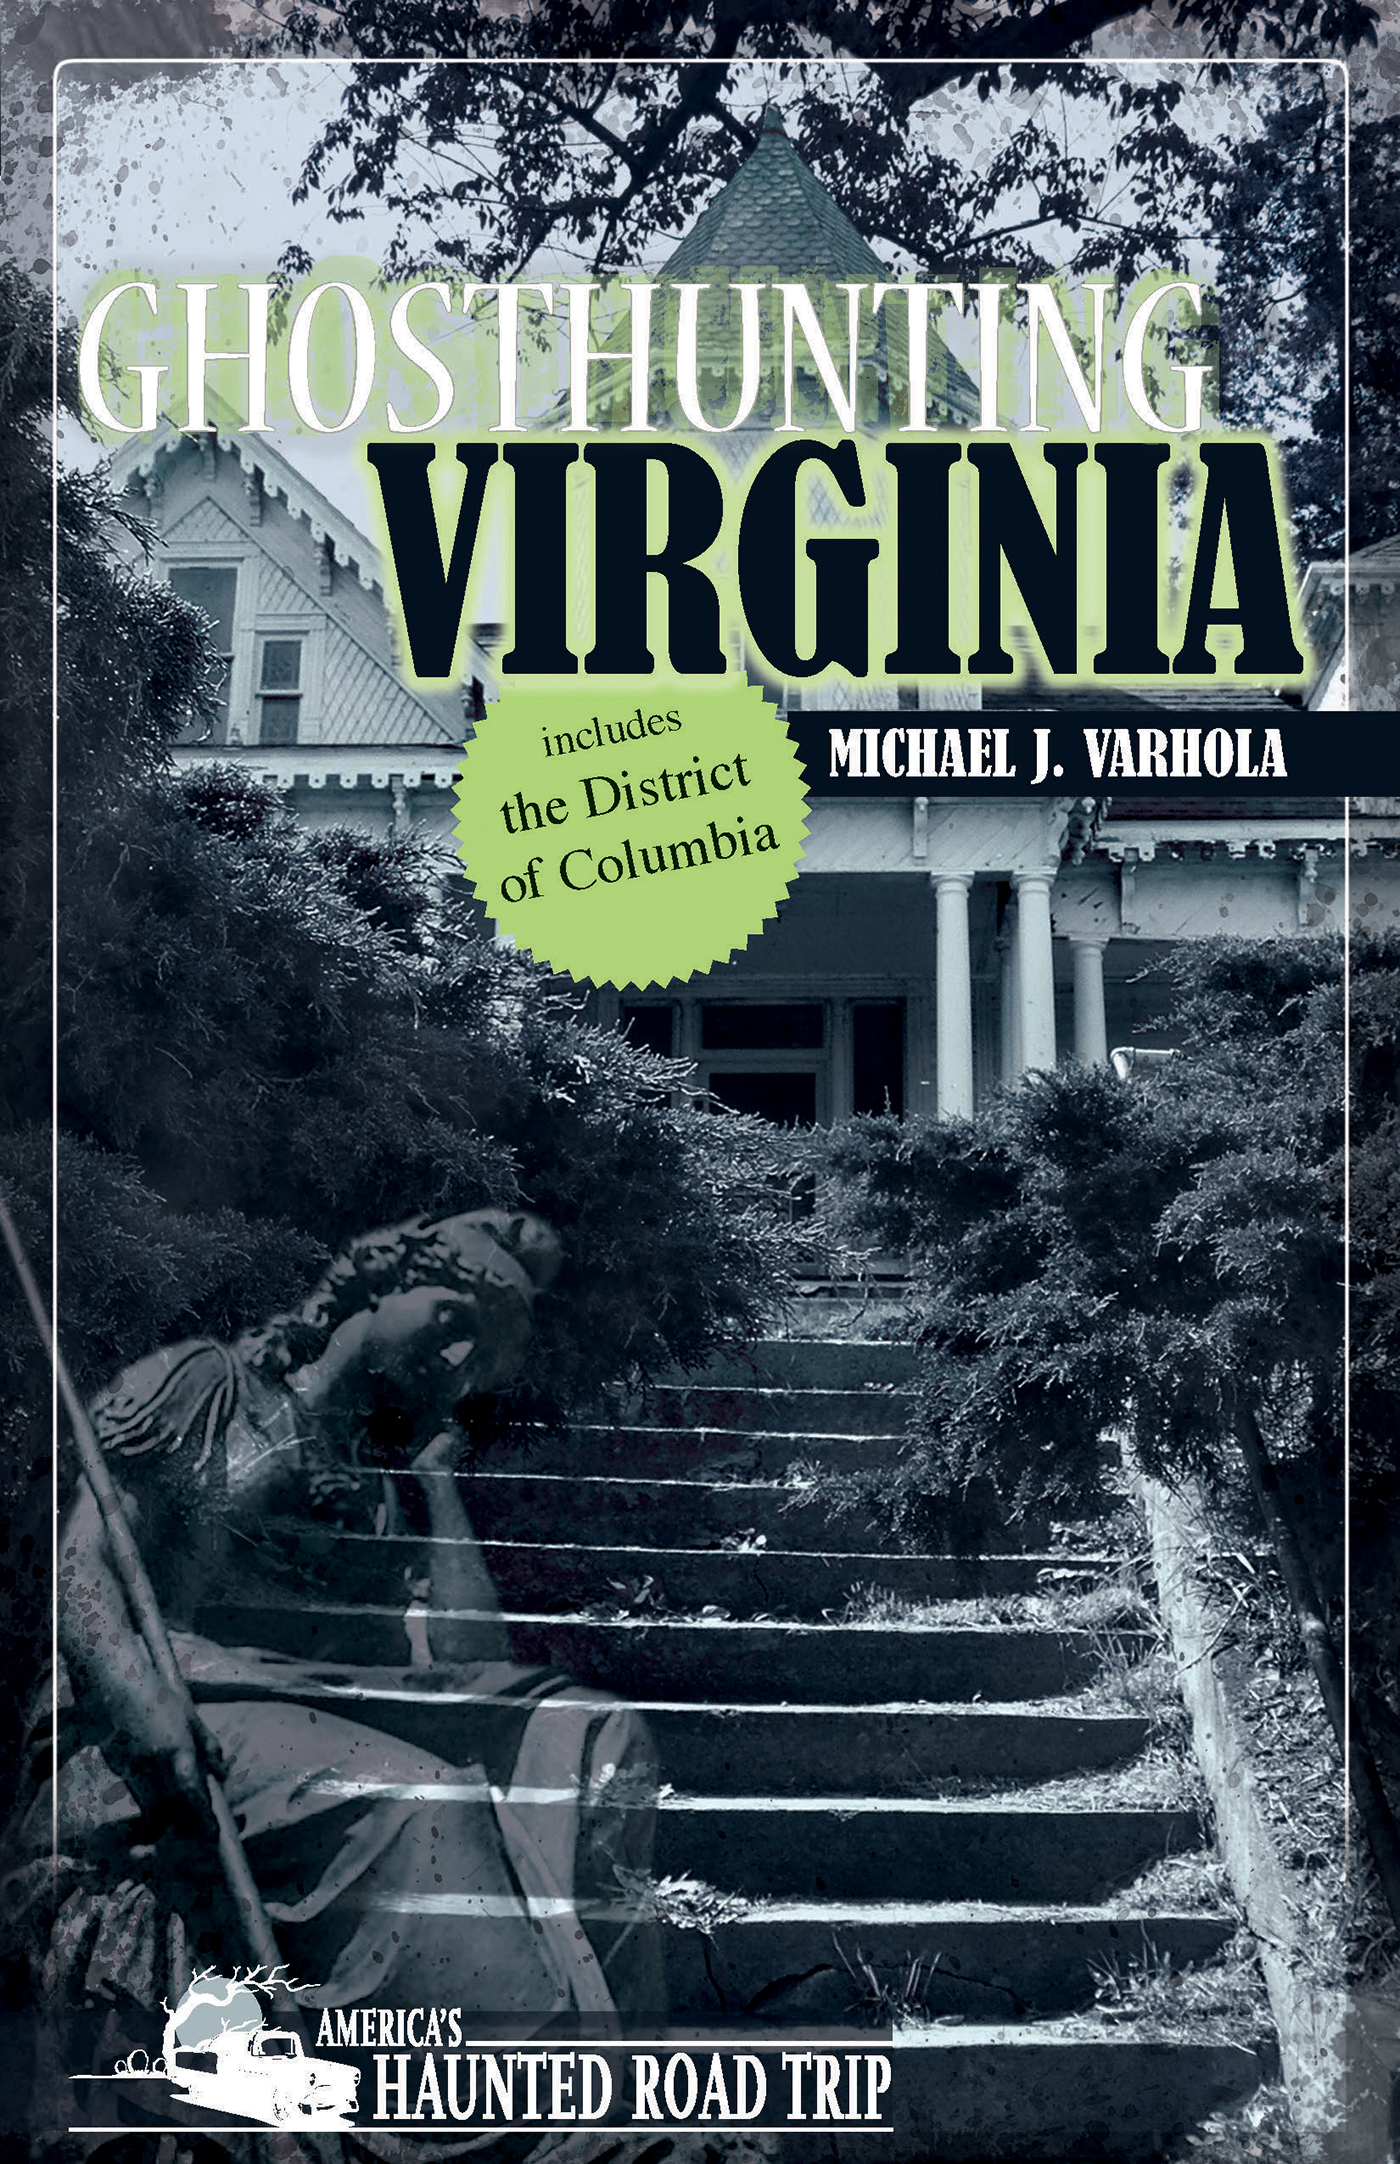 GHOSTHUNTING
VIRGINIA
MICHAEL J. VARHOLA
includes
the District
of Columbia
AMERICA'S
HAUNTED ROAD TRIP